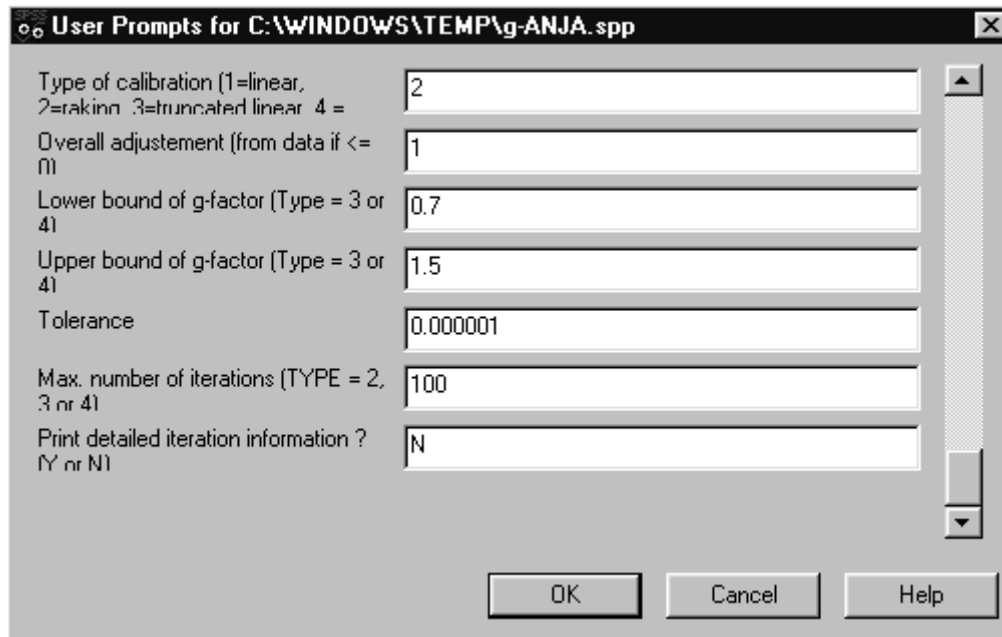 User Prompts for C:\WINDOWS\TEMP\g-ANJA.spp
Type of calibration (1=linear,
2=raking, 3=truncated linear, 4 =
2
Overall adjustement (from data if <=
0)
1
Lower bound of g-factor (Type = 3 or
4)
0.7
Upper bound of g-factor (Type = 3 or
4)
1.5
Tolerance
0.000001
Max. number of iterations (TYPE = 2,
3 or 4)
100
Print detailed iteration information ?
(Y or N)
N
OK
Cancel
Help